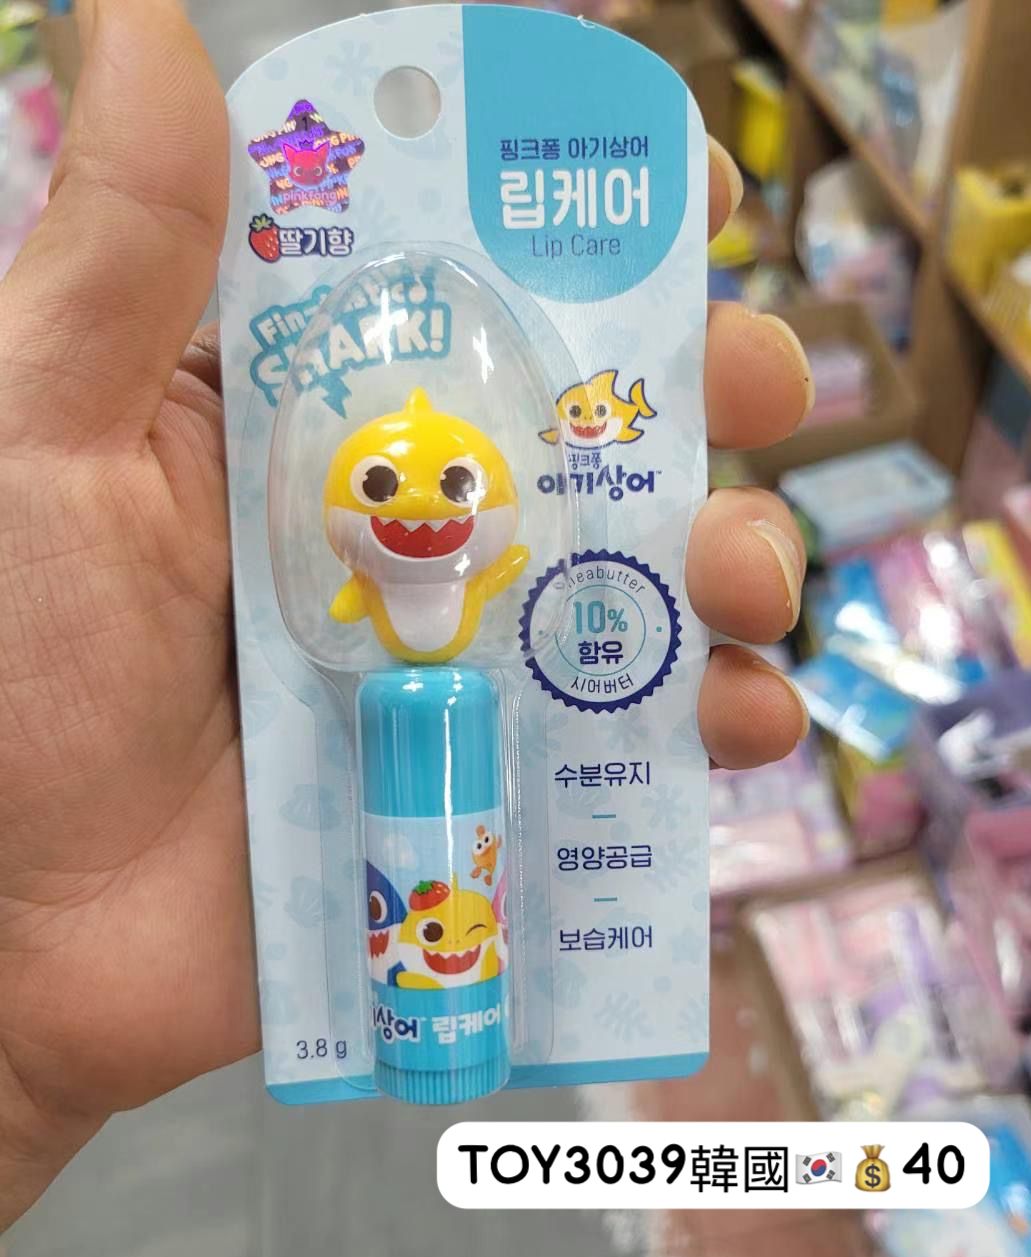 핑크퐁 아기상어
립케어
Lip Care
pinkfong
딸기향
SHARK!
핑크퐁
아기상어
Sheabutter
10%
함유
시어버터
수분유지
영양공급
보습케어
상어 립케어
3.8 g
TOY3039韓國🇰🇷💰40